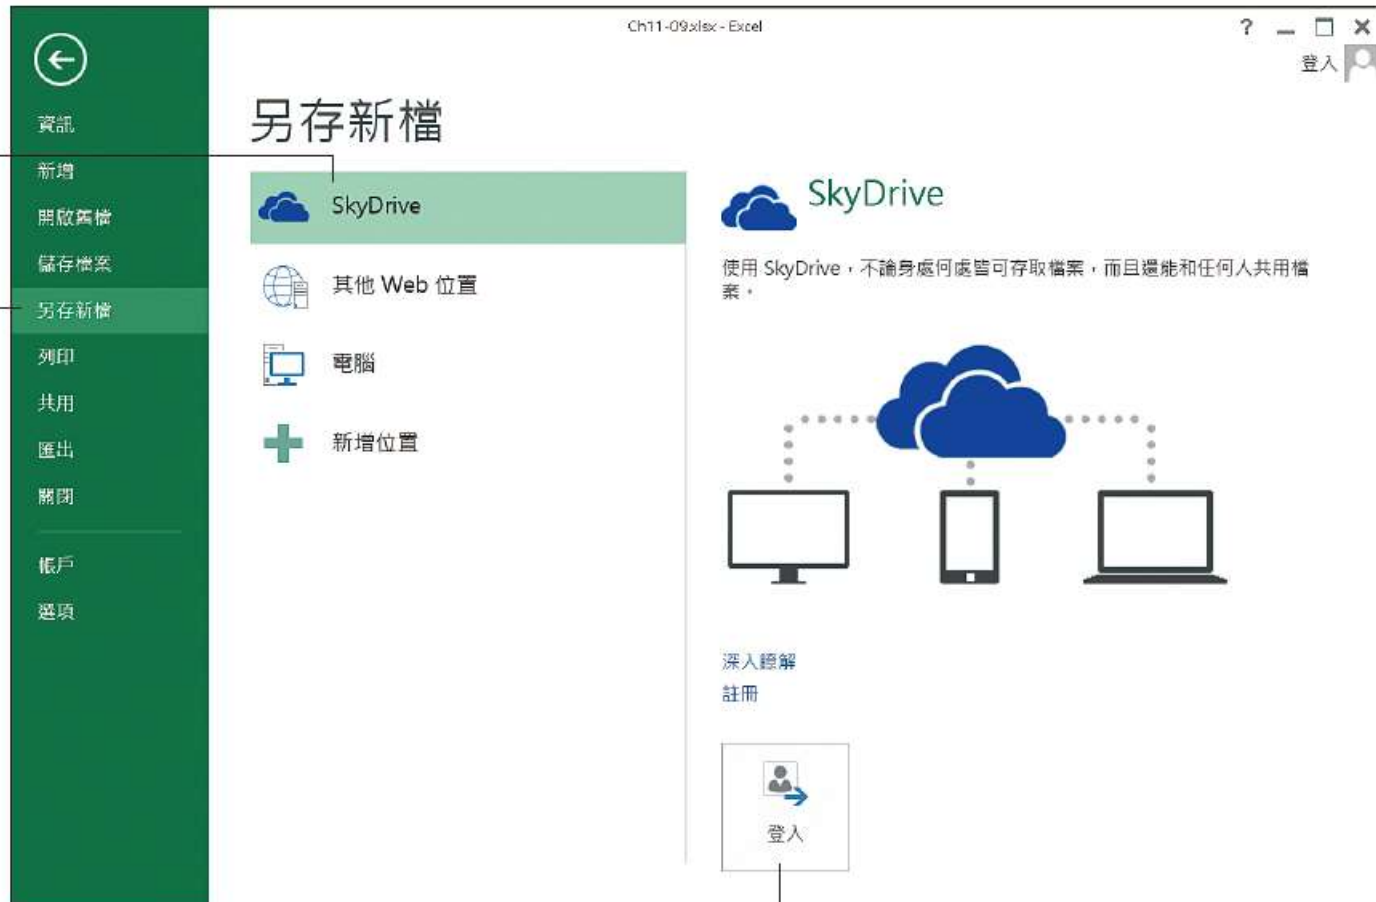 Ch11-09.xlsx - Excel
?
登入
資訊
新增
開啟舊檔
儲存檔案
另存新檔
列印
共用
匯出
關閉
帳戶
選項
另存新檔
SkyDrive
其他 Web 位置
電腦
新增位置
SkyDrive
使用 SkyDrive，不論身處何處皆可存取檔案，而且還能和任何人共用檔
案。
深入瞭解
註冊
登入